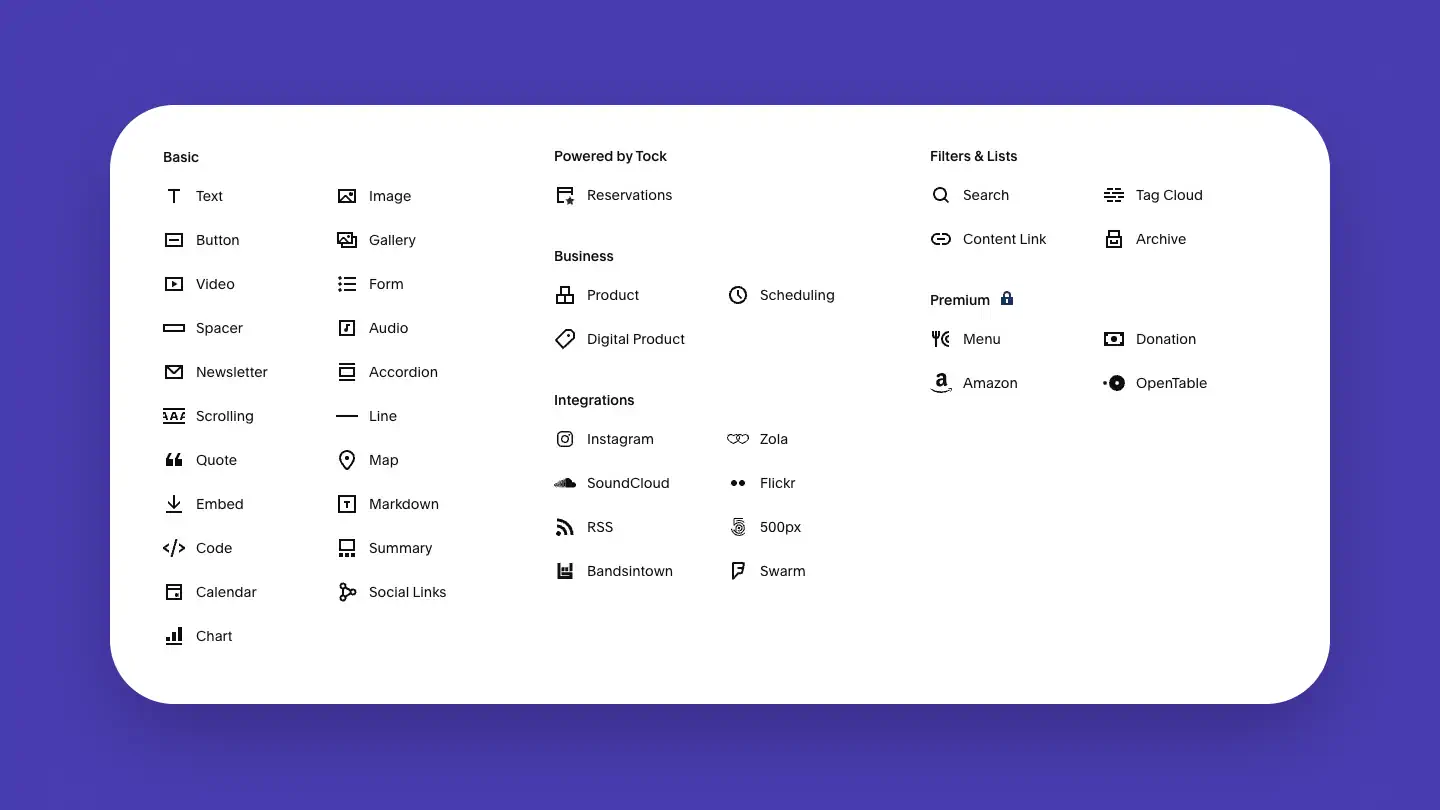 Basic
Text
Image
Button
Gallery
Video
Form
Spacer
Audio
Newsletter
Accordion
Scrolling
Line
Quote
Map
Embed
Markdown
Code
Summary
Calendar
Social Links
Chart
Powered by Tock
Reservations
Business
Product
Scheduling
Digital Product
Integrations
Instagram
Zola
SoundCloud
Flickr
RSS
500px
Bandsintown
Swarm
Filters & Lists
Search
Tag Cloud
Content Link
Archive
Premium
Menu
Donation
Amazon
OpenTable